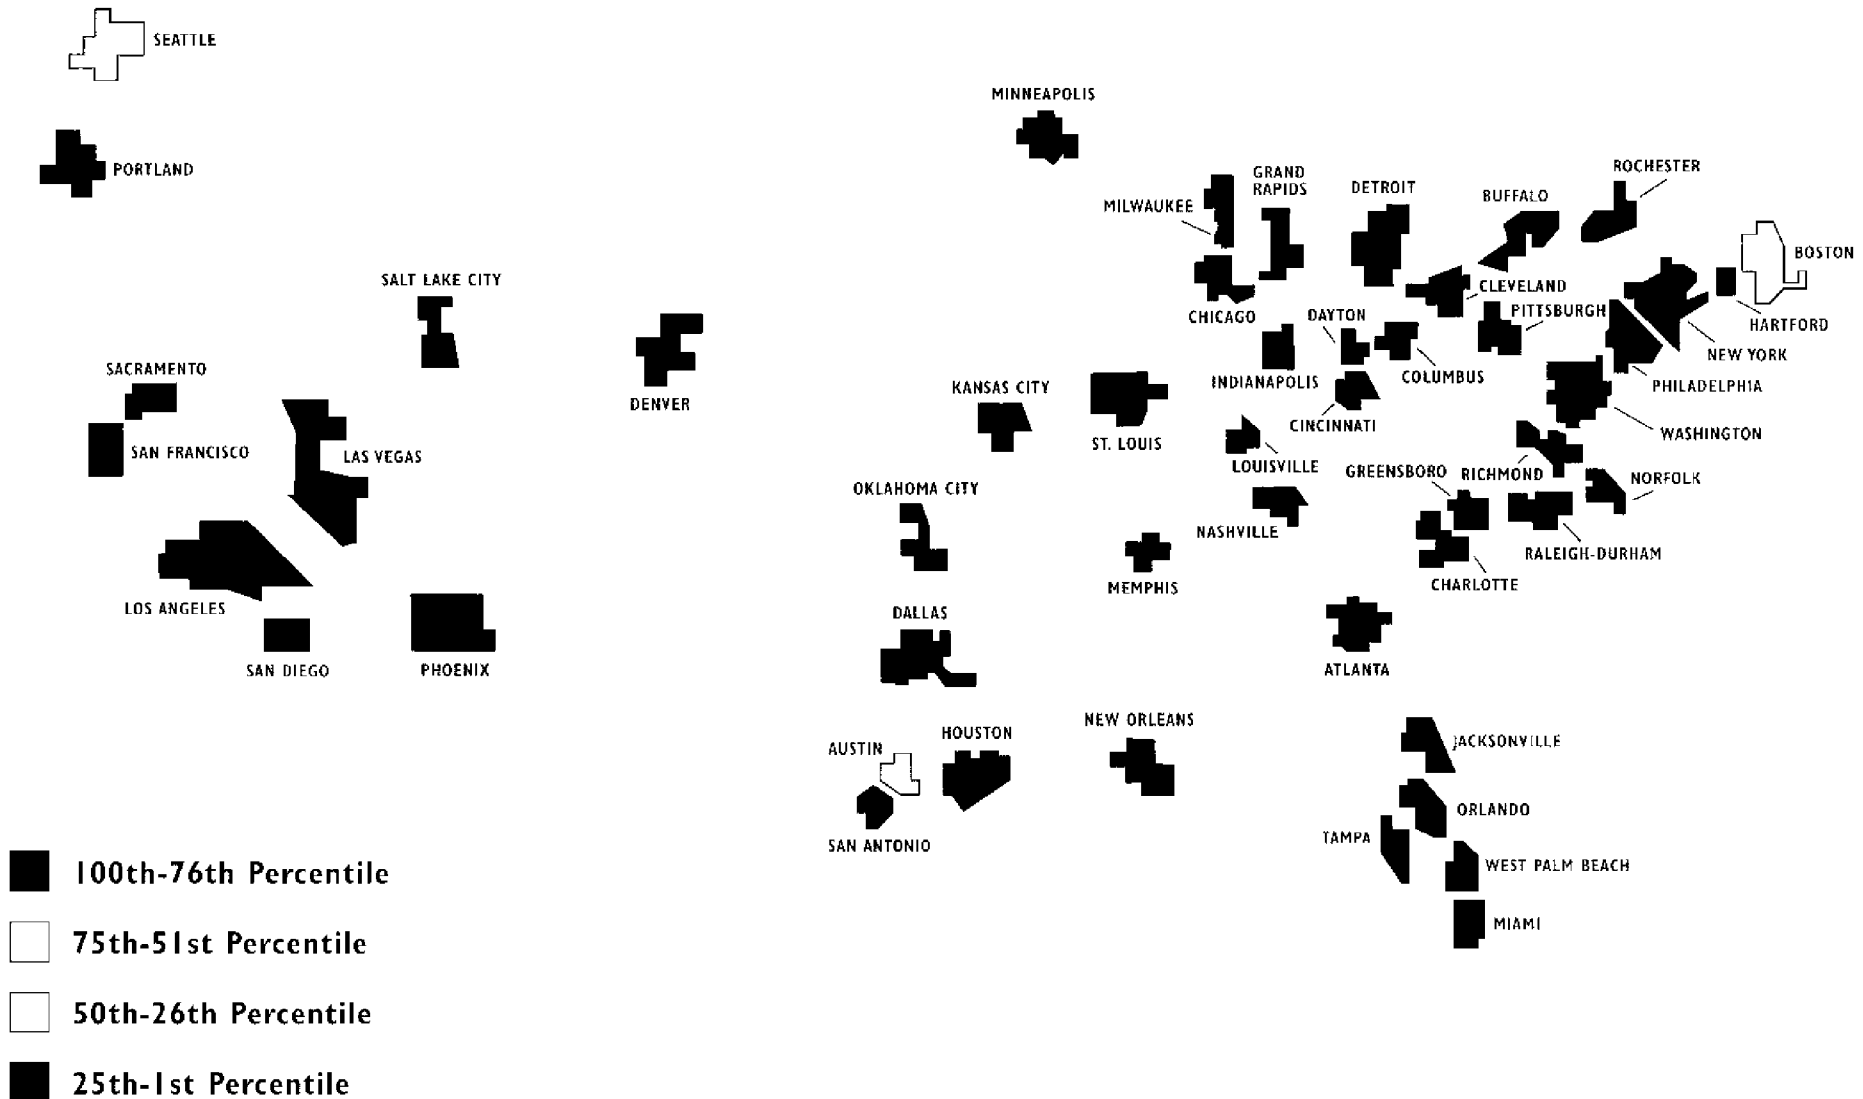 SEATTLE
PORTLAND
MINNEAPOLIS
ROCHESTER
GRAND
RAPIDS
DETROIT
BUFFALO
MILWAUKEE
BOSTON
SALT LAKE CITY
CLEVELAND
PITTSBURGH
CHICAGO
DAYTON
HARTFORD
NEW YORK
SACRAMENTO
INDIANAPOLIS
COLUMBUS
PHILADELPHIA
KANSAS CITY
DENVER
CINCINNATI
WASHINGTON
ST. LOUIS
SAN FRANCISCO
LAS VEGAS
LOUISVILLE
GREENSBORO
RICHMOND
NORFOLK
OKLAHOMA CITY
NASHVILLE
RALEIGH-DURHAM
MEMPHIS
CHARLOTTE
LOS ANGELES
DALLAS
SAN DIEGO
PHOENIX
ATLANTA
NEW ORLEANS
HOUSTON
AUSTIN
JACKSONVILLE
ORLANDO
TAMPA
SAN ANTONIO
WEST PALM BEACH
MIAMI
100th-76th Percentile
75th-51st Percentile
50th-26th Percentile
25th-1st Percentile